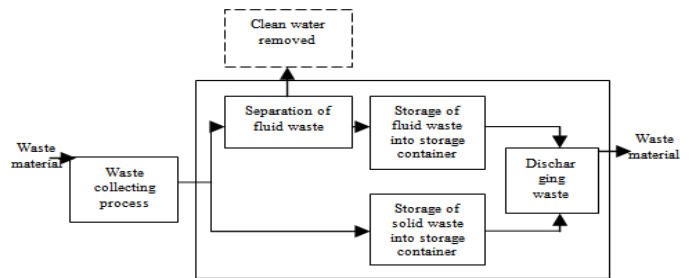 Clean water
removed
Separation of
fluid waste
Storage of
fluid waste
into storage
container
Waste
material
Waste
collecting
process
Dischar
ging
waste
Waste
material
Storage of
solid waste
into storage
container